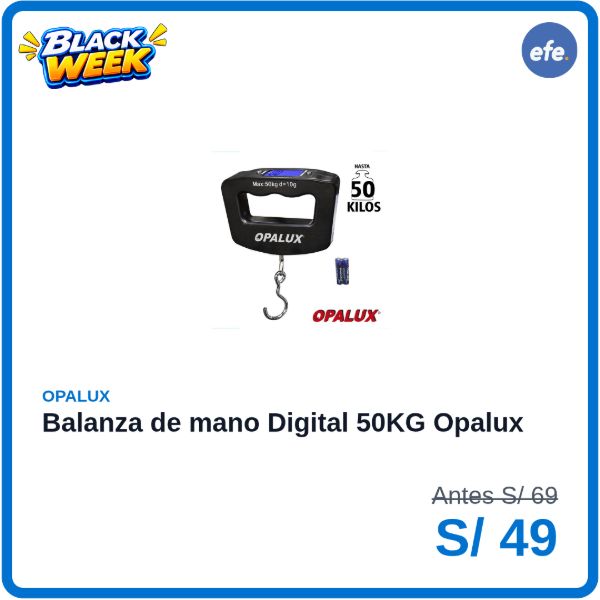 BLACK
WEEK
efe.
HASTA
50
KILOS
Max:50kg d=10g
OPALUX
OPALUX
OPALUX
Balanza de mano Digital 50KG Opalux
Antes S/ 69
S/ 49